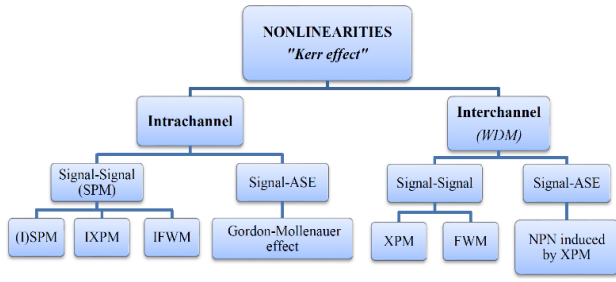 NONLINEARITIES
"Kerr effect"
Intrachannel
Interchannel
(WDM)
Signal-Signal
(SPM)
Signal-ASE
Signal-Signal
Signal-ASE
(I)SPM
IXPM
IFWM
Gordon-Mollenauer
effect
XPM
FWM
NPN induced
by XPM